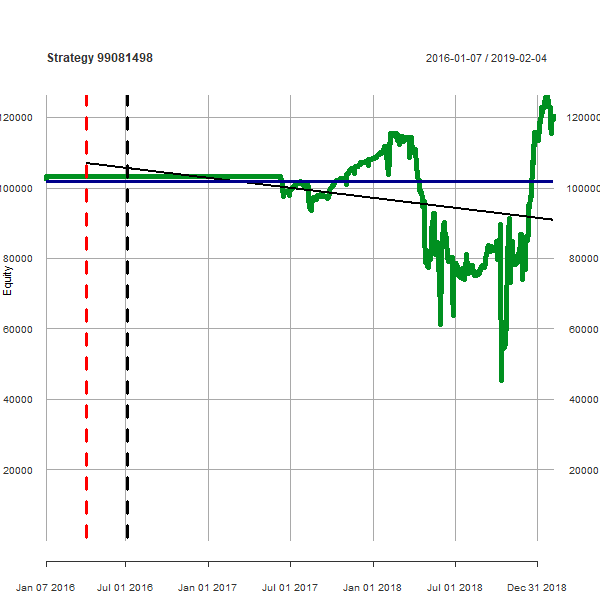 Strategy 99081498
2016-01-07 / 2019-02-04
120000
120000
100000
100000
80000
80000
60000
60000
40000
40000
20000
20000
Equity
Jan 07 2016
Jul 01 2016
Jan 01 2017
Jul 01 2017
Jan 01 2018
Jul 01 2018
Dec 31 2018